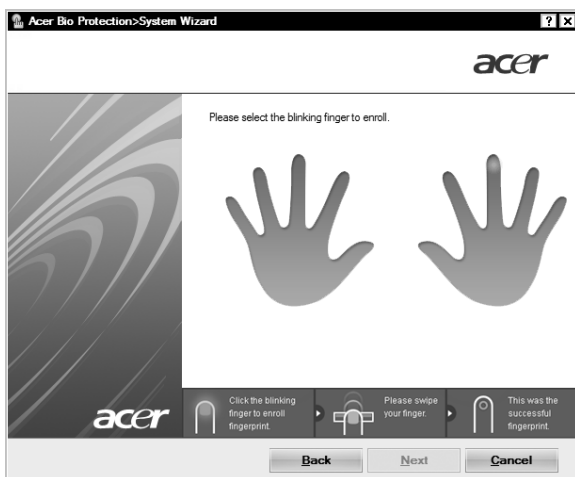 Acer Bio Protection>System Wizard
acer
Please select the blinking finger to enroll.
acer
Click the blinking
finger to enroll
fingerprint.
Please swipe
your finger.
This was the
successful
fingerprint.
Back
Next
Cancel